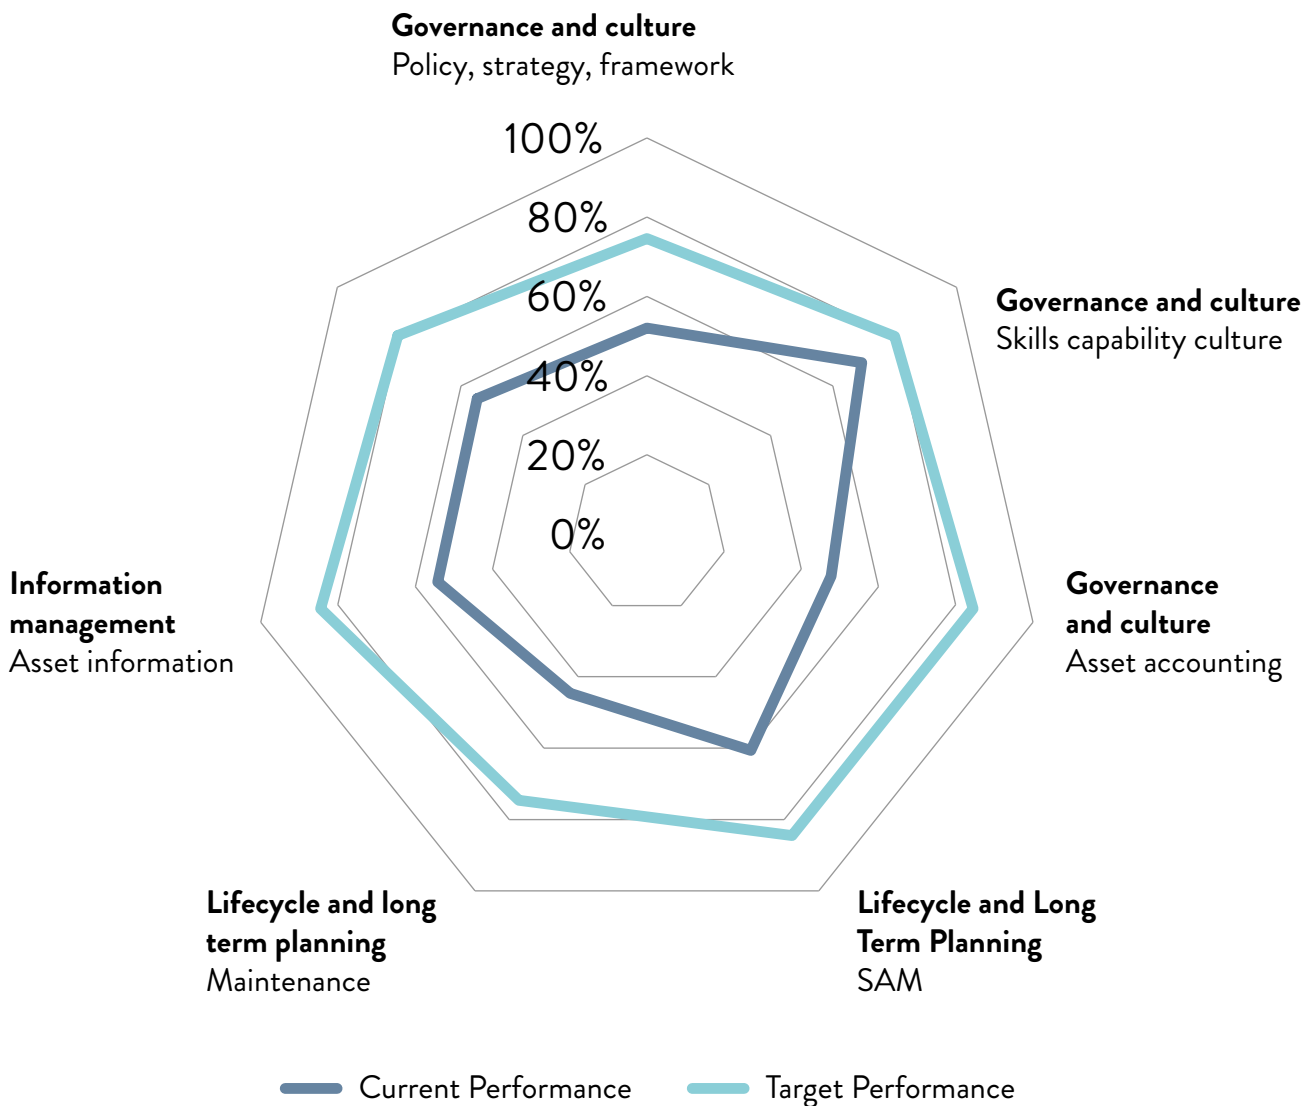 Governance and culture
Policy, strategy, framework
100%
80%
60%
40%
20%
0%
Governance and culture
Skills capability culture
Governance
and culture
Asset accounting
Lifecycle and Long
Term Planning
SAM
Lifecycle and long
term planning
Maintenance
Information
management
Asset information
Current Performance
Target Performance